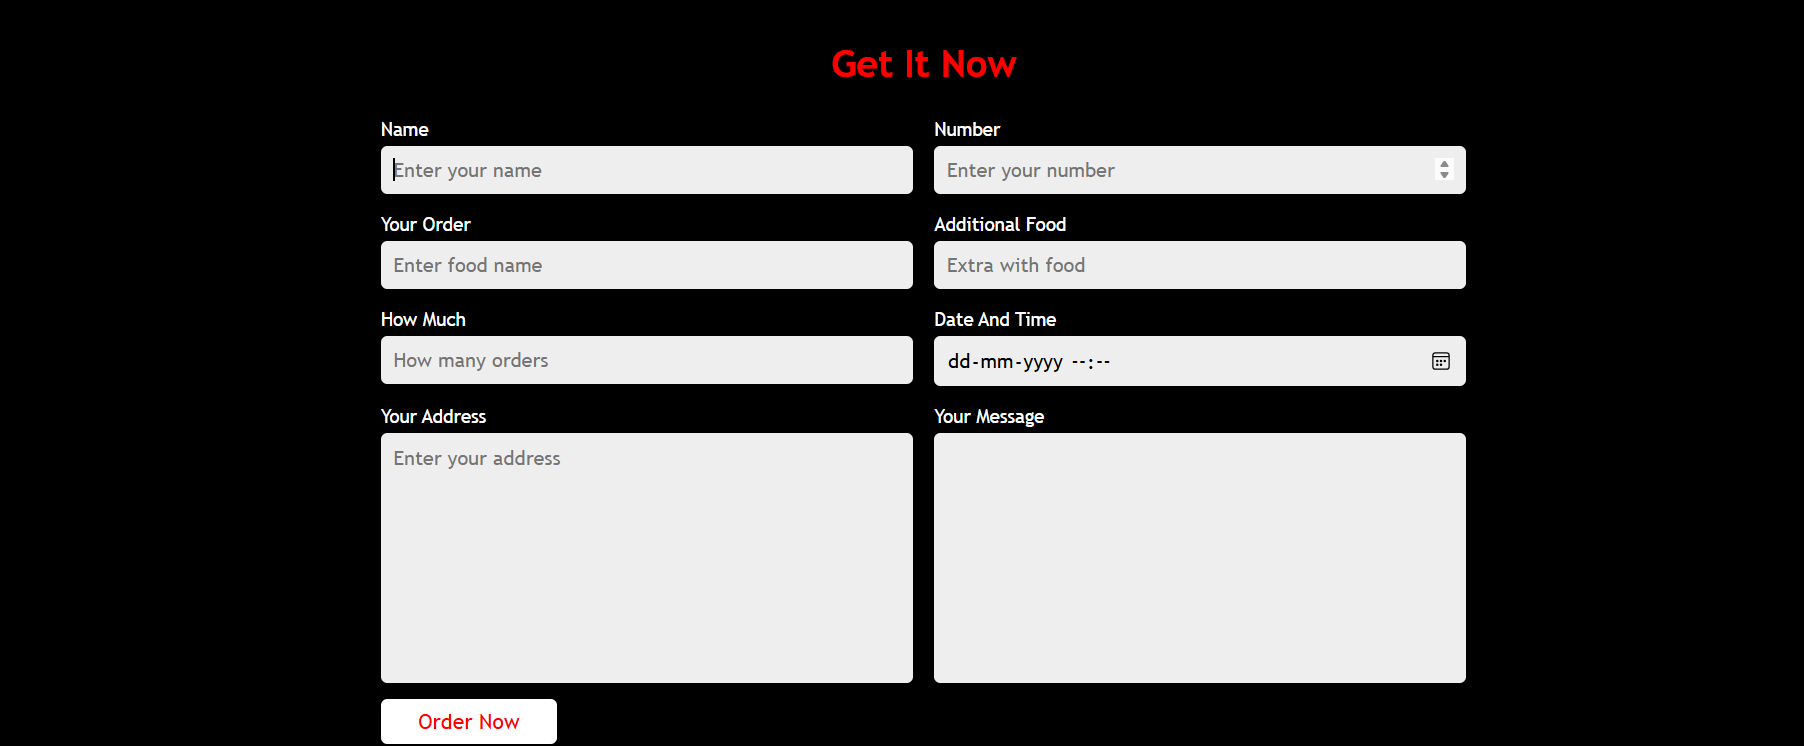 Get It Now
Name
Number
Enter your name
Enter your number
Your Order
Additional Food
Enter food name
Extra with food
How Much
Date And Time
How many orders
dd-mm-yyyy --:--
Your Address
Your Message
Enter your address
Order Now